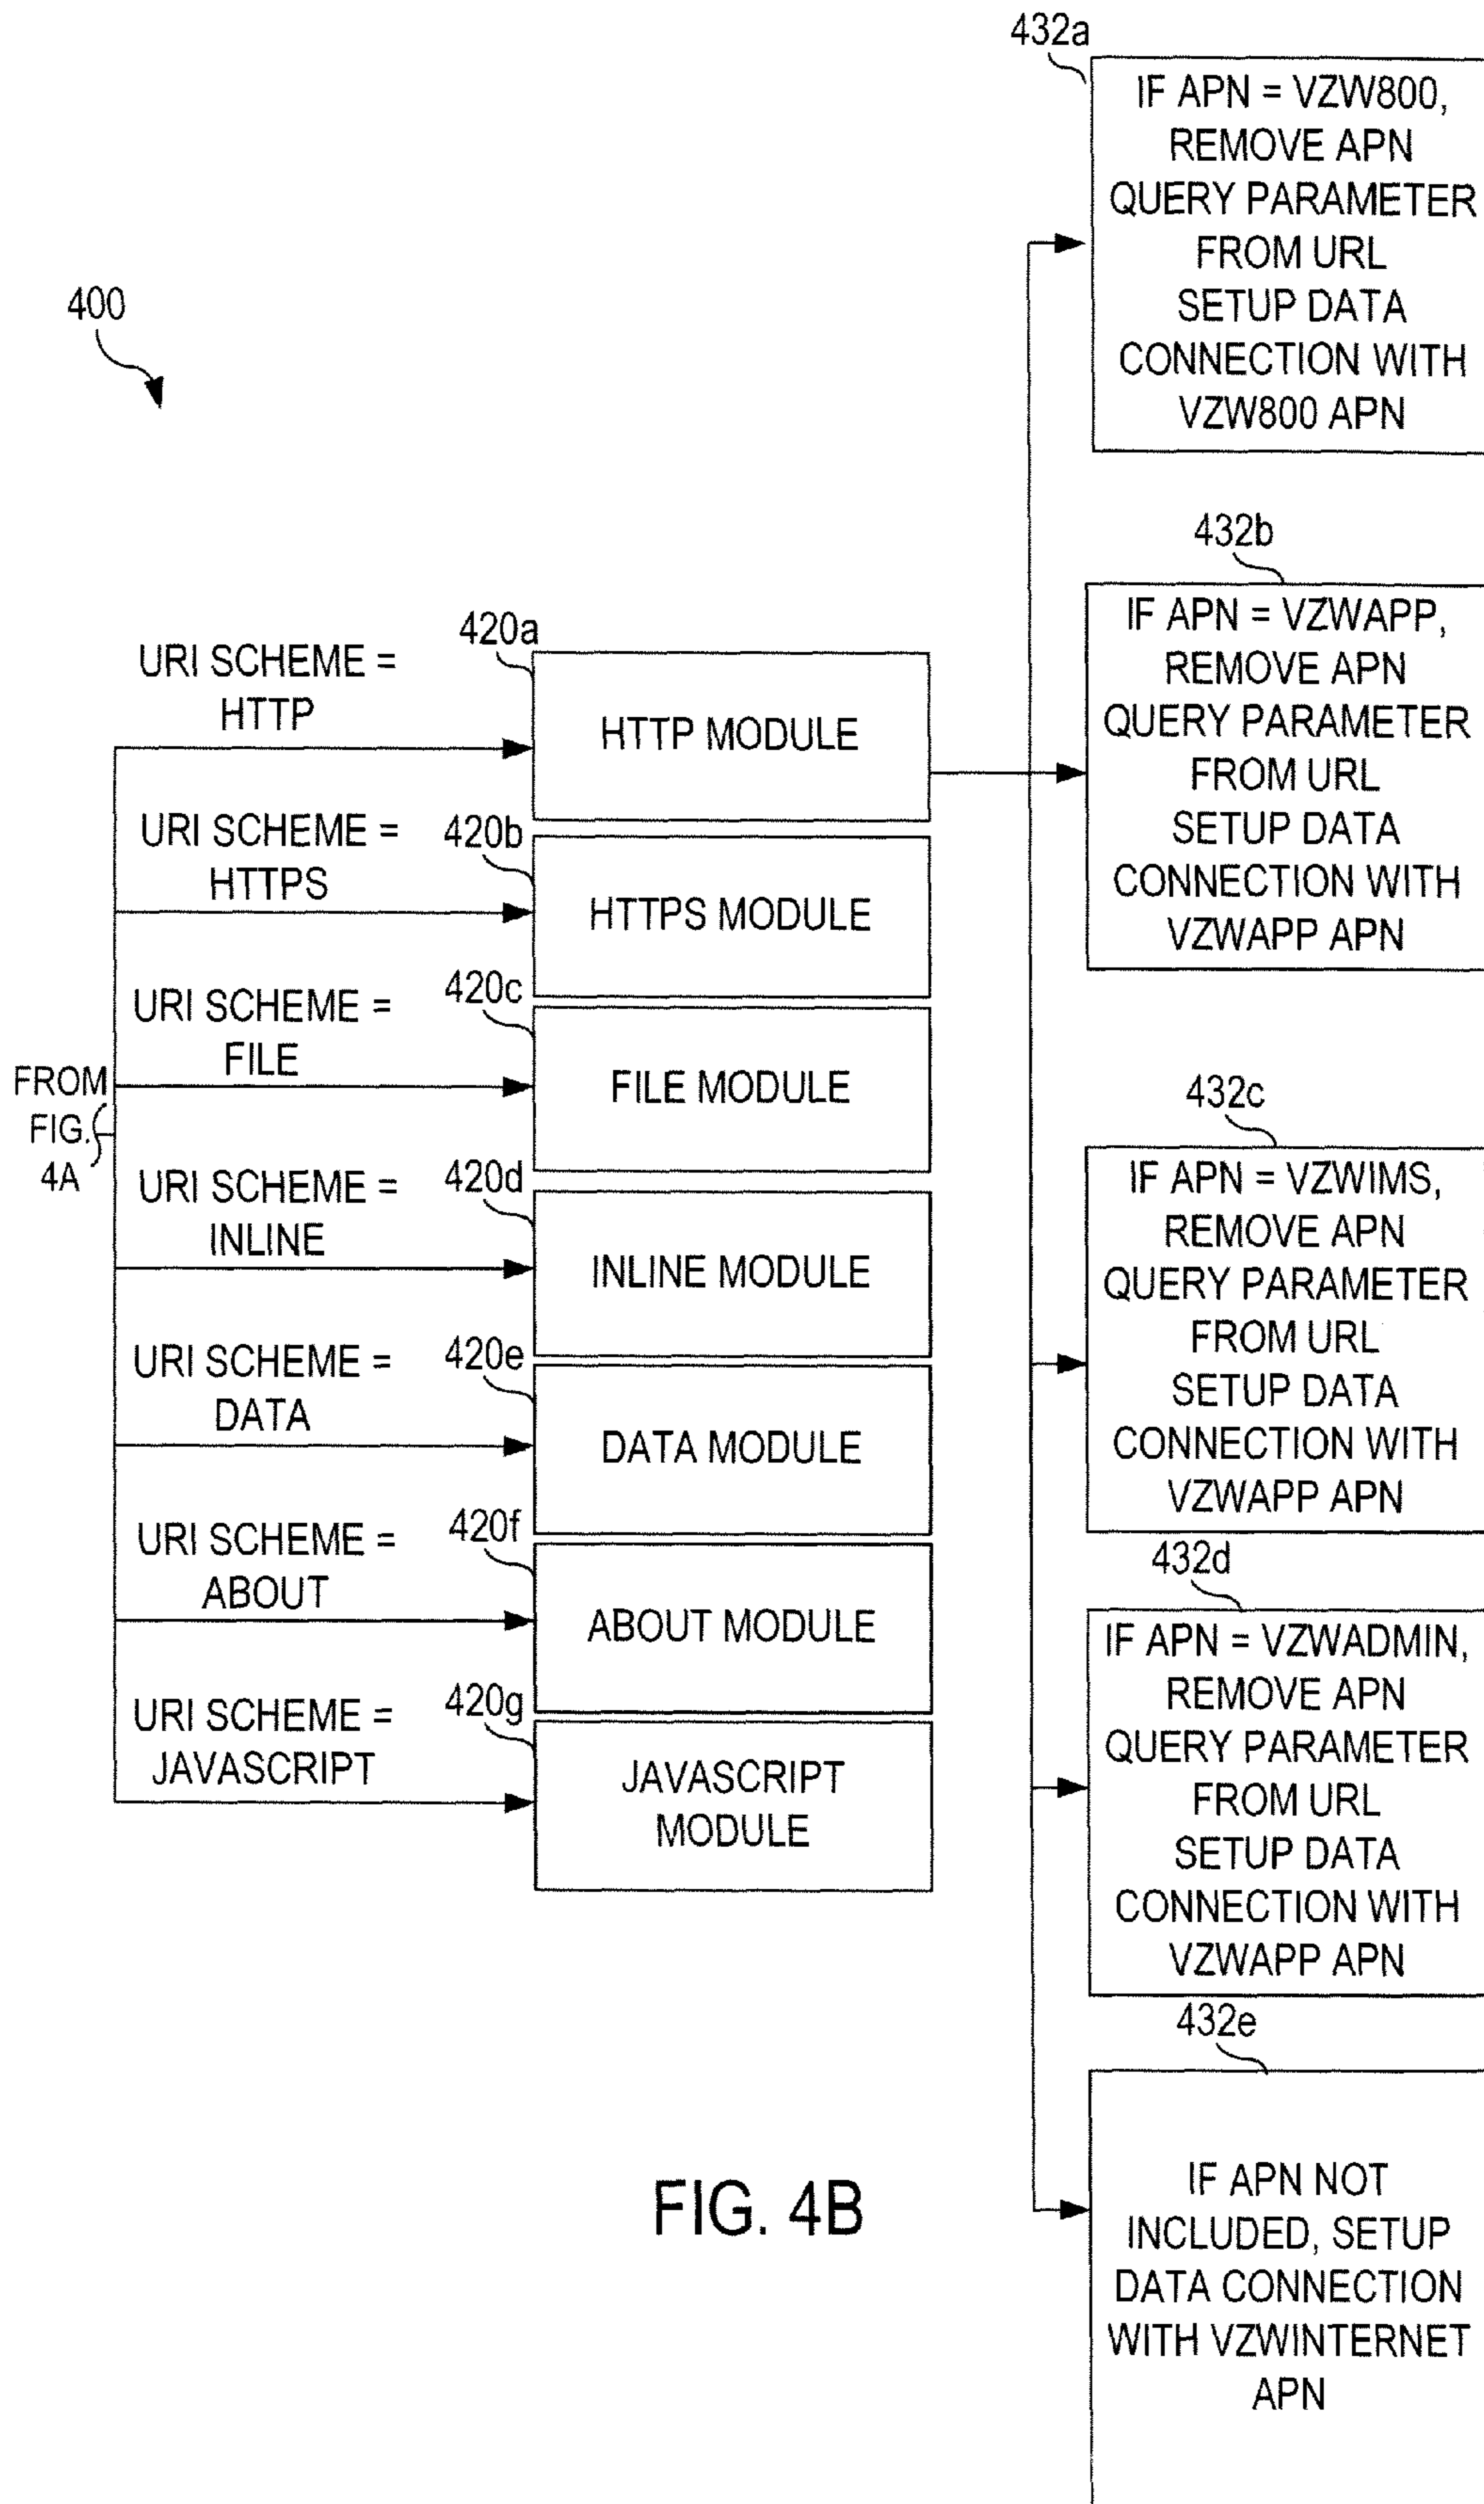 432a
IF APN = VZW800,
REMOVE APN
QUERY PARAMETER
FROM URL
SETUP DATA
CONNECTION WITH
VZW800 APN
400
432b
IF APN = VZWAPP,
REMOVE APN
QUERY PARAMETER
FROM URL
SETUP DATA
CONNECTION WITH
VZWAPP APN
URI SCHEME =
HTTP
420a
HTTP MODULE
URI SCHEME =
HTTPS
420b
HTTPS MODULE
URI SCHEME =
FILE
420c
FILE MODULE
FROM
FIG.
4A
URI SCHEME =
INLINE
420d
INLINE MODULE
URI SCHEME =
DATA
420e
DATA MODULE
URI SCHEME =
ABOUT
420f
ABOUT MODULE
URI SCHEME =
JAVASCRIPT
420g
JAVASCRIPT
MODULE
432c
IF APN = VZWIMS,
REMOVE APN
QUERY PARAMETER
FROM URL
SETUP DATA
CONNECTION WITH
VZWAPP APN
432d
IF APN = VZWADMIN,
REMOVE APN
QUERY PARAMETER
FROM URL
SETUP DATA
CONNECTION WITH
VZWAPP APN
432e
IF APN NOT
INCLUDED, SETUP
DATA CONNECTION
WITH VZWINTERNET
APN
FIG. 4B